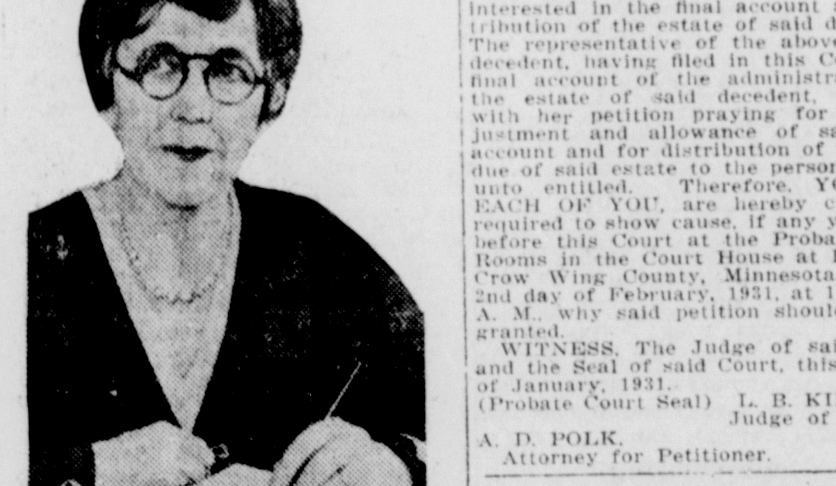 interested in the final account
tribution of the estate of said d
The representative of the above
decedent, having filed in this C
final account of the administra
the estate of said decedent,
with her petition praying for
justment and allowance of sa
account and for distribution of
due of said estate to the person
unto entitled. Therefore, YO
EACH OF YOU, are hereby c
required to show cause, if any y
before this Court at the Proba
Rooms in the Court House at
Crow Wing County, Minnesota
2nd day of February, 1931, at 1
A. M., why said petition shoul
granted.
WITNESS, The Judge of sai
and the Seal of said Court, this
of January, 1931.
(Probate Court Seal) L. B. KI
Judge of
A. D. POLK,
Attorney for Petitioner.